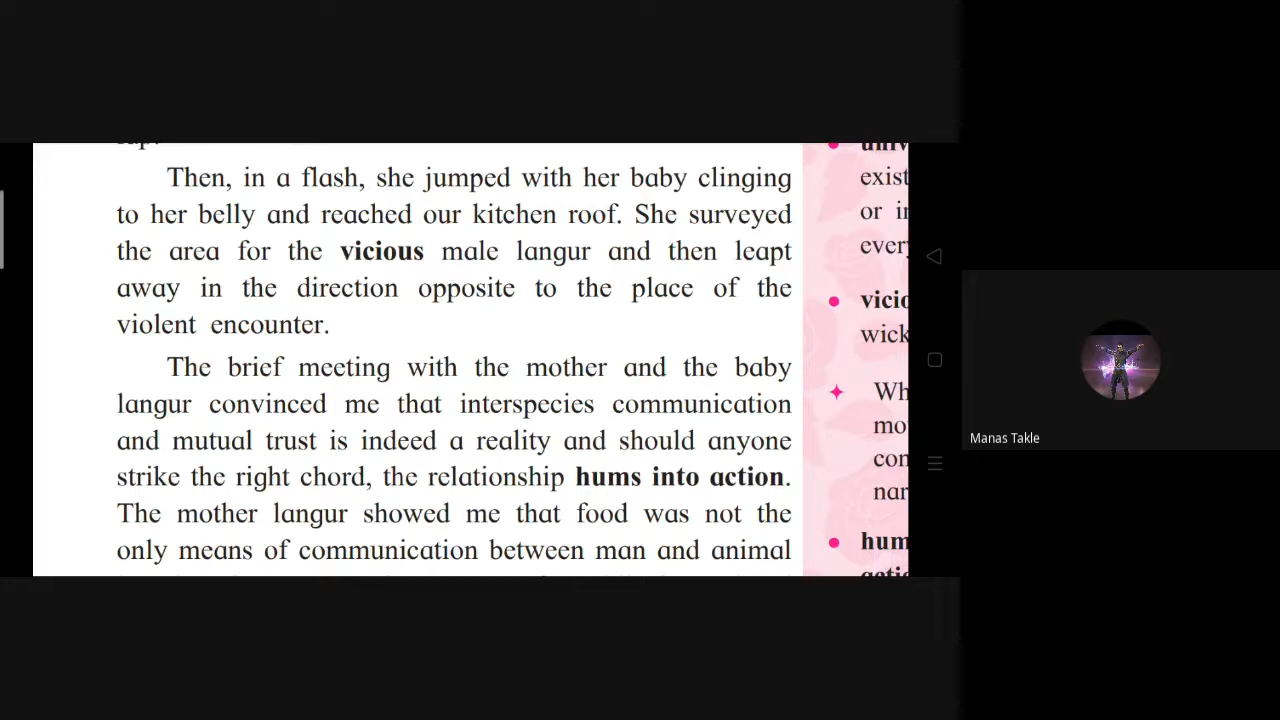 Then, in a flash, she jumped with her baby clinging
to her belly and reached our kitchen roof. She surveyed
the area for the vicious male langur and then leapt
away in the direction opposite to the place of the
violent encounter.
The brief meeting with the mother and the baby
langur convinced me that interspecies communication
and mutual trust is indeed a reality and should anyone
strike the right chord, the relationship hums into action.
The mother langur showed me that food was not the
only means of communication between man and animal
exist
or
every
wick
Wh
mo
con
nar
hum
Manas Takle